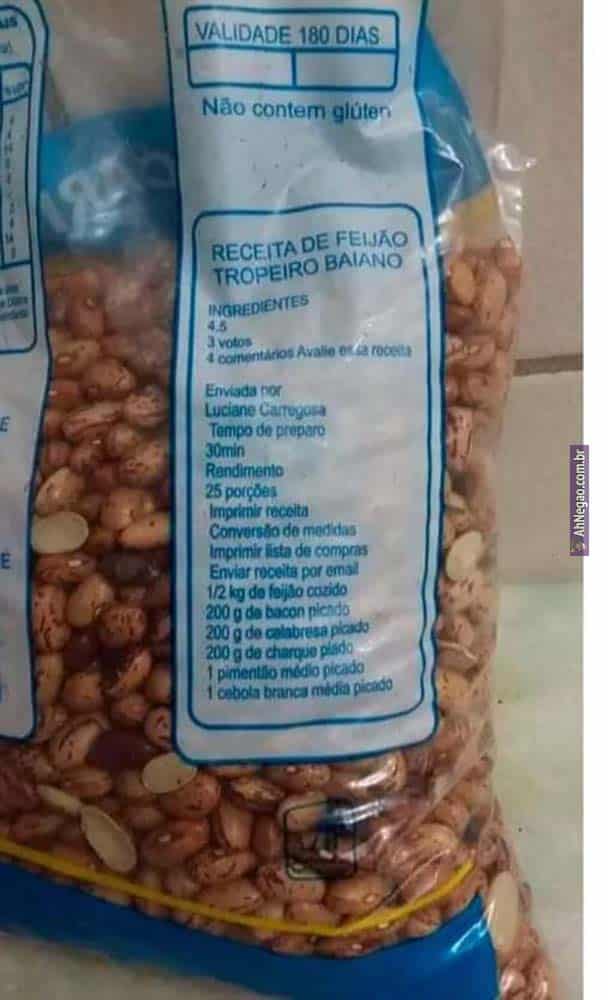 VALIDADE 180 DIAS
Não contem glúten
RECEITA DE FEIJÃO
TROPEIRO BAIANO
INGREDIENTES
4.5
3 votos
4 comentários Avalie essa receita
Enviada por
Luciane Carregosa
Tempo de preparo
30min
Rendimento
25 porções
Imprimir receita
Conversão de medidas
Imprimir lista de compras
Enviar receita por email
1/2 kg de feijão cozido
200 g de bacon picado
200 g de calabresa picado
200 g de charque piado
1 pimentão médio picado
1 cebola branca média picado
AhNegao.com.br